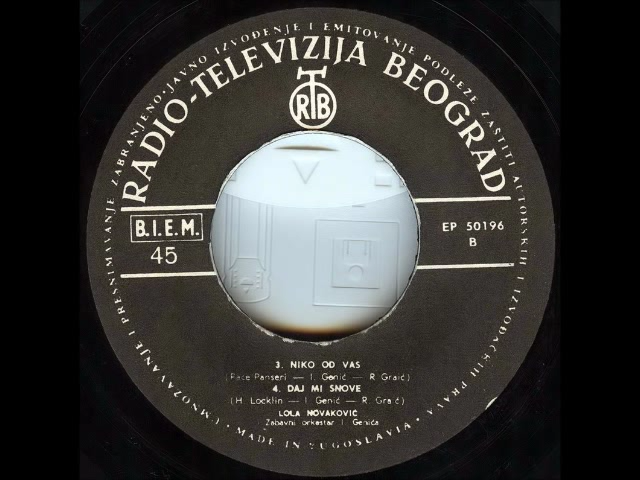 UMNOŽAVANJE I PRESNIMAVANJE ZABRANJENO • JAVNO IZVOĐENJE I EMITOVANJE PODLEŽE ZAŠTITI AUTORSKIH I IZVOĐAČKIH PRAVA
RADIO-TELEVIZIJA BEOGRAD
RTB
B.I.E.M.
45
EP 50196
B
3. NIKO OD VAS
(Pace Panseri — I. Genić — R. Graić)
4. DAJ MI SNOVE
(H. Locklin — I. Genić — R. Graić)
LOLA NOVAKOVIĆ
Zabavni orkestar I. Genića
• MADE IN YUGOSLAVIA •